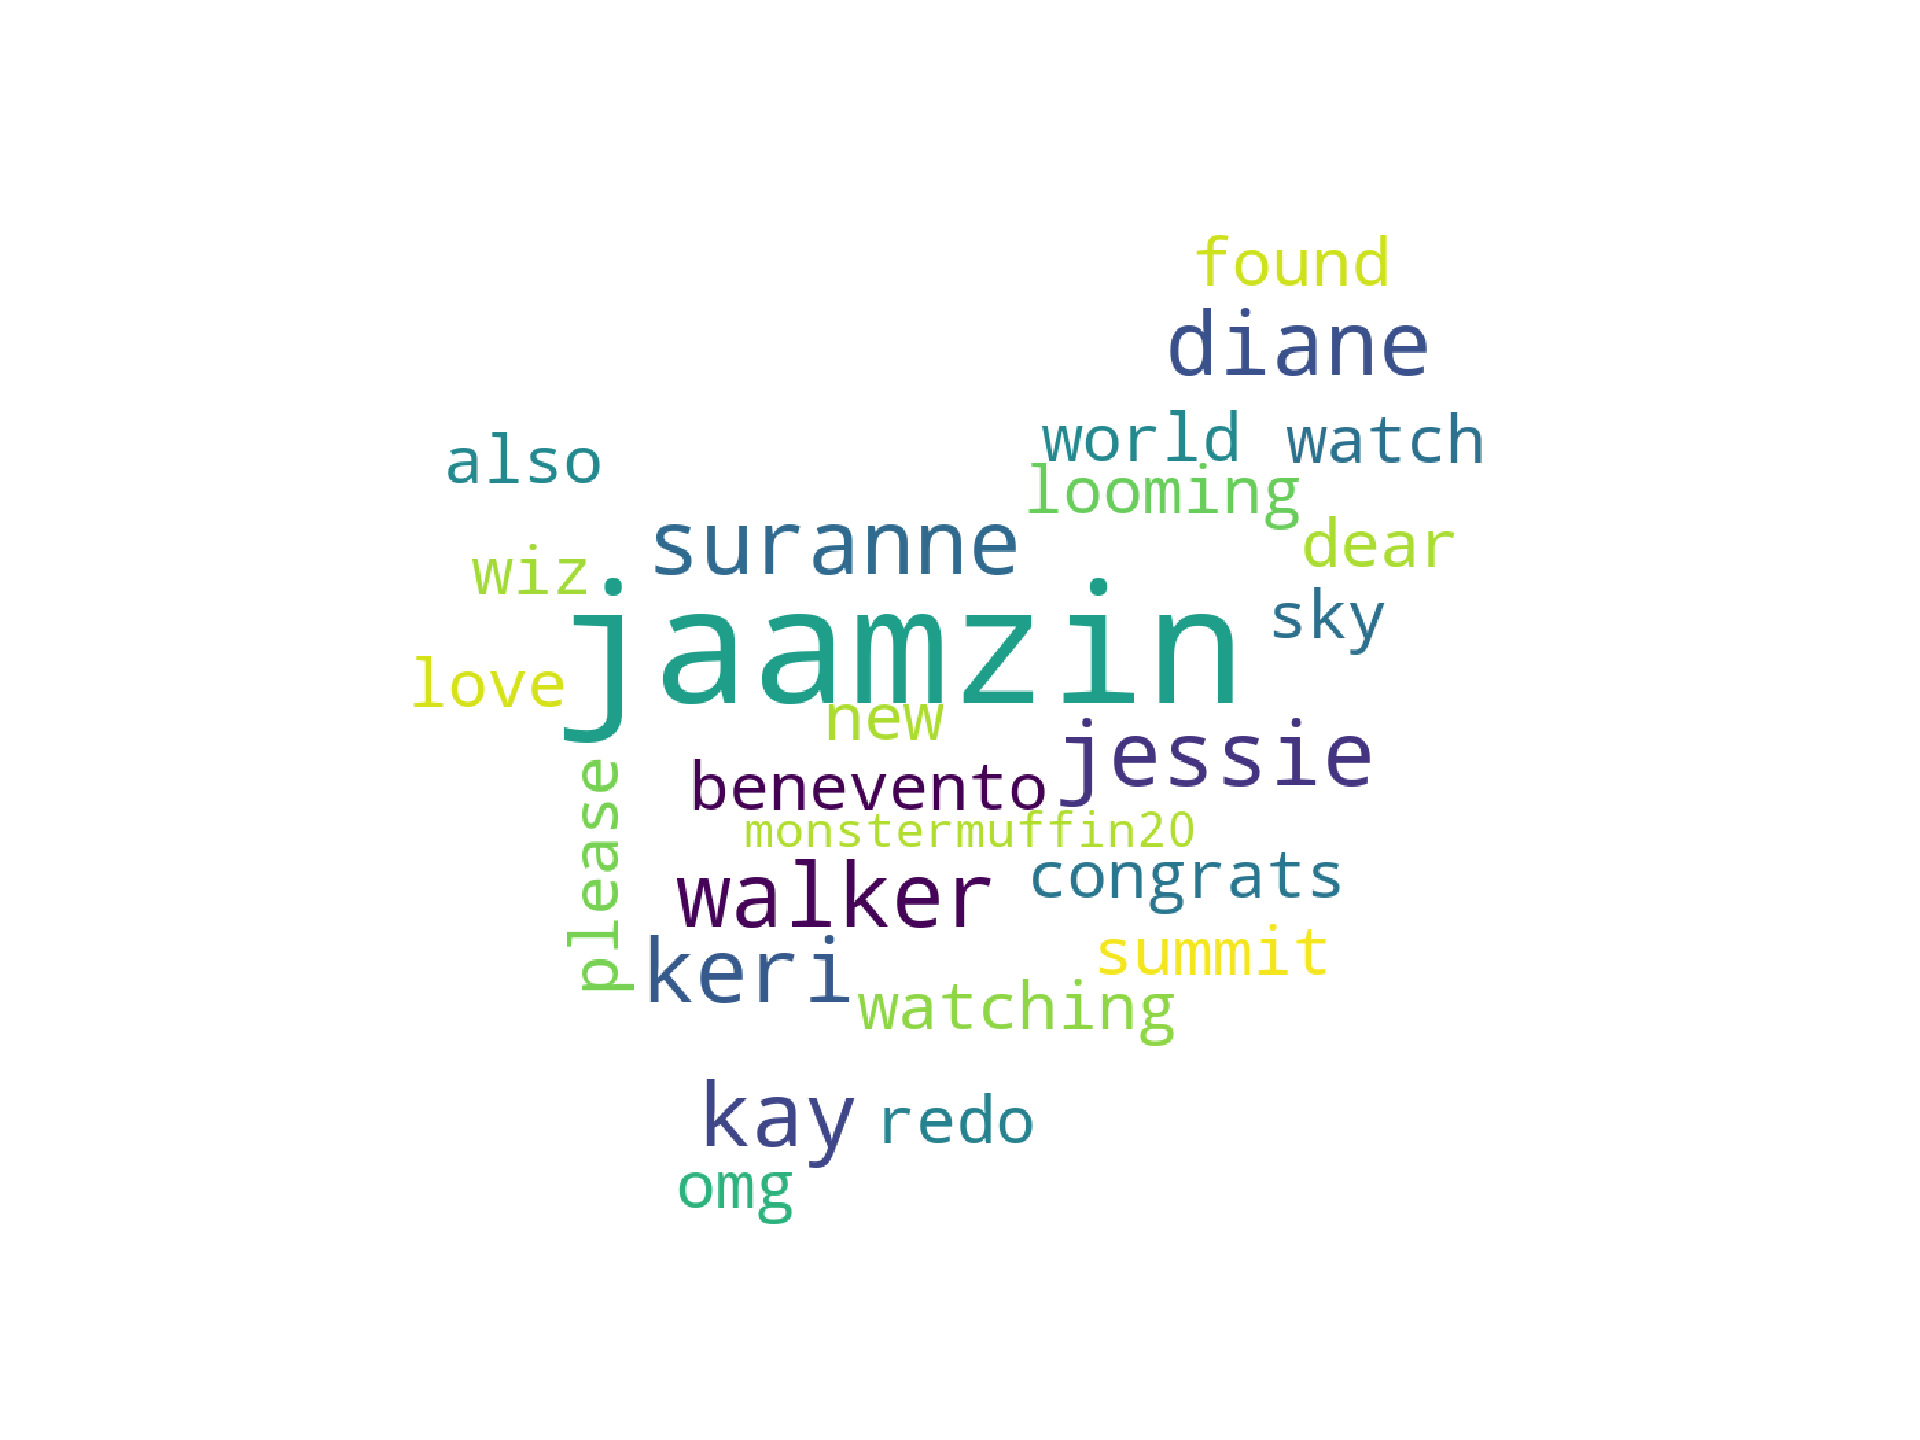 found
diane
world watch
also
looming
suranne
dear
wiz
jaamzin
sky
love
new
jessie
benevento
please
monstermuffin20
walker
congrats
keri
summit
watching
kay
redo
omg